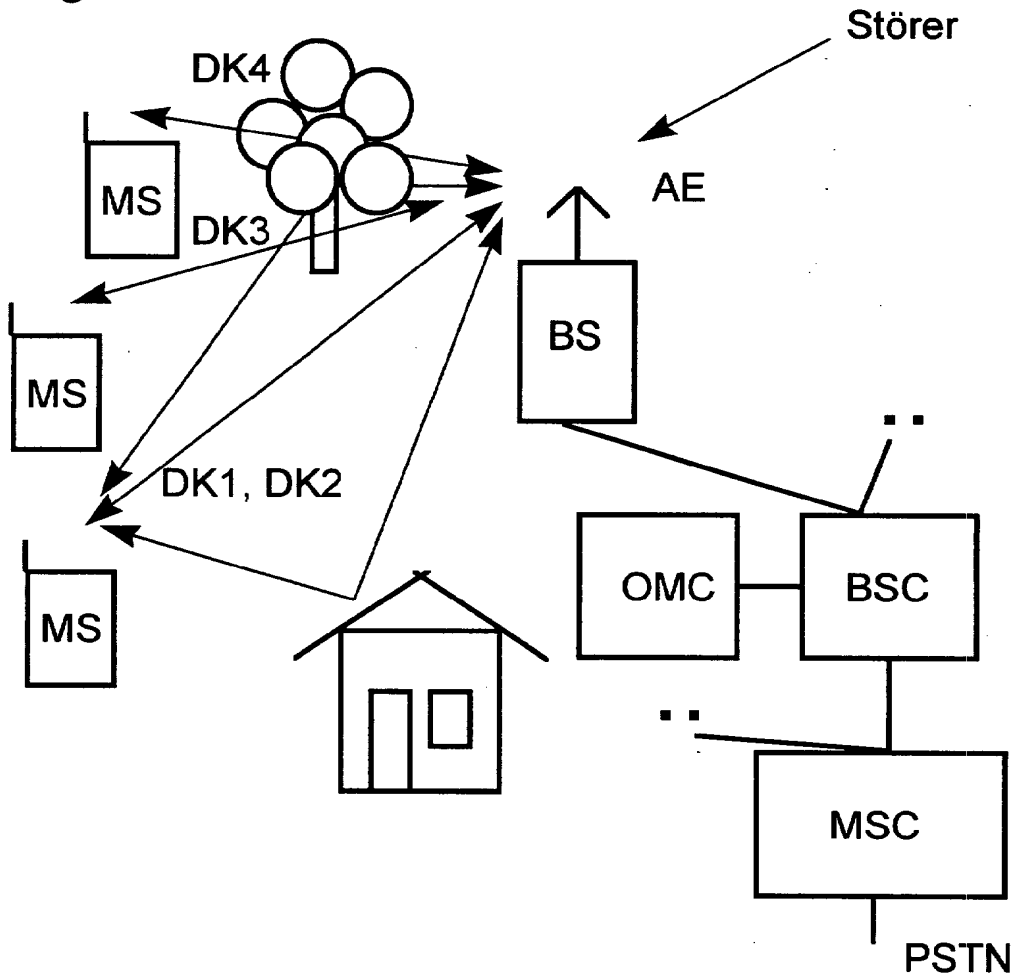 Störer
DK4
MS
AE
DK3
BS
MS
DK1, DK2
MS
OMC
BSC
MSC
PSTN